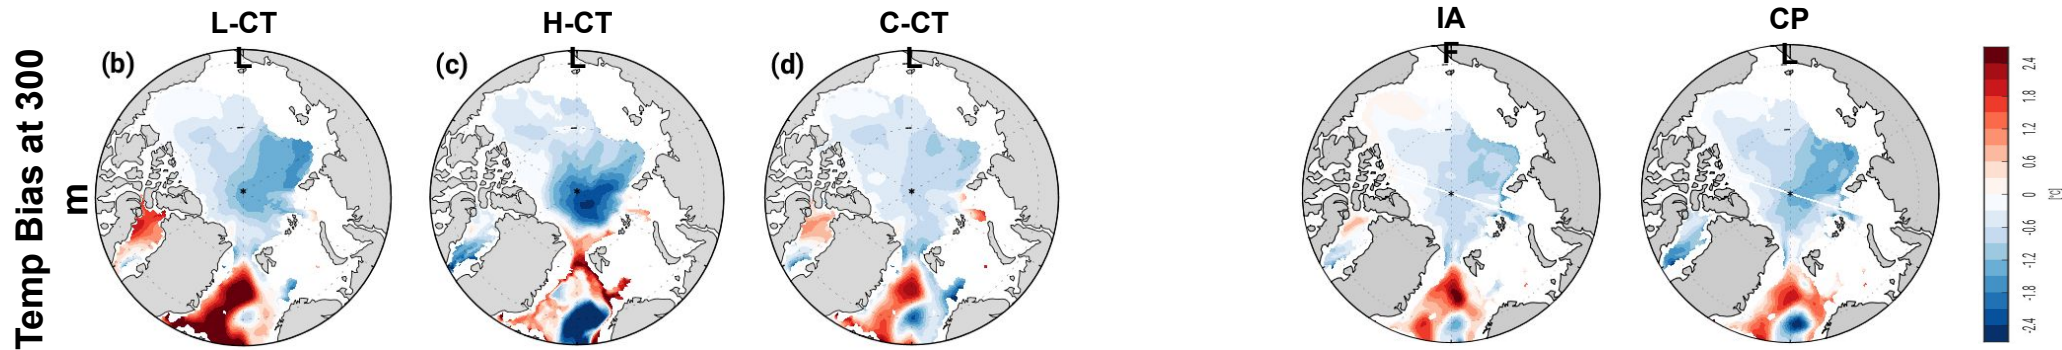 Temp Bias at 300
m
L-CT
L
H-CT
L
C-CT
L
IA
F
CP
L
(b)
(c)
(d)
2.4
1.8
1.2
0.6
0
-0.6
-1.2
-1.8
-2.4